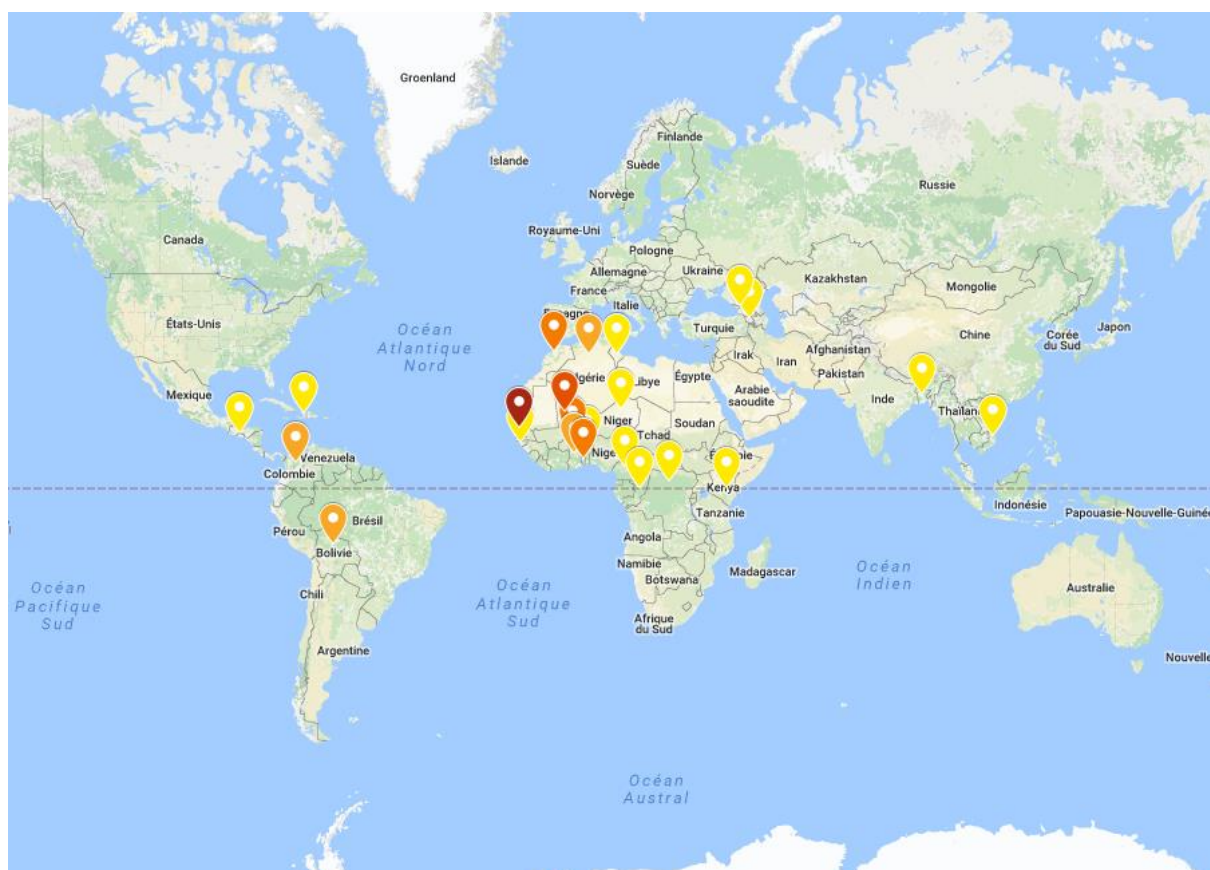 Groenland
Islande
Finlande
Suède
Norvège
Russie
Canada
Royaume-Uni
Pologne
Allemagne
Ukraine
France
Kazakhstan
Mongolie
Italie
États-Unis
Océan
Atlantique
Nord
Turquie
Chine
Corée
du Sud
Japon
Irak
Iran
Afghanistan
Pakistan
Libye
Égypte
Arabie
saoudite
Mexique
Inde
Niger
Soudan
Tchad
Venezuela
Colombie
Kenya
Indonésie
Papouasie-Nouvelle-Guinée
Tanzanie
Pérou
Brésil
Angola
Bolivie
Namibie
Botswana
Madagascar
Océan
Indien
Australie
Océan
Pacifique
Sud
Chili
Océan
Atlantique
Sud
Afrique
du Sud
Argentine
Nouvelle
Océan
Austral